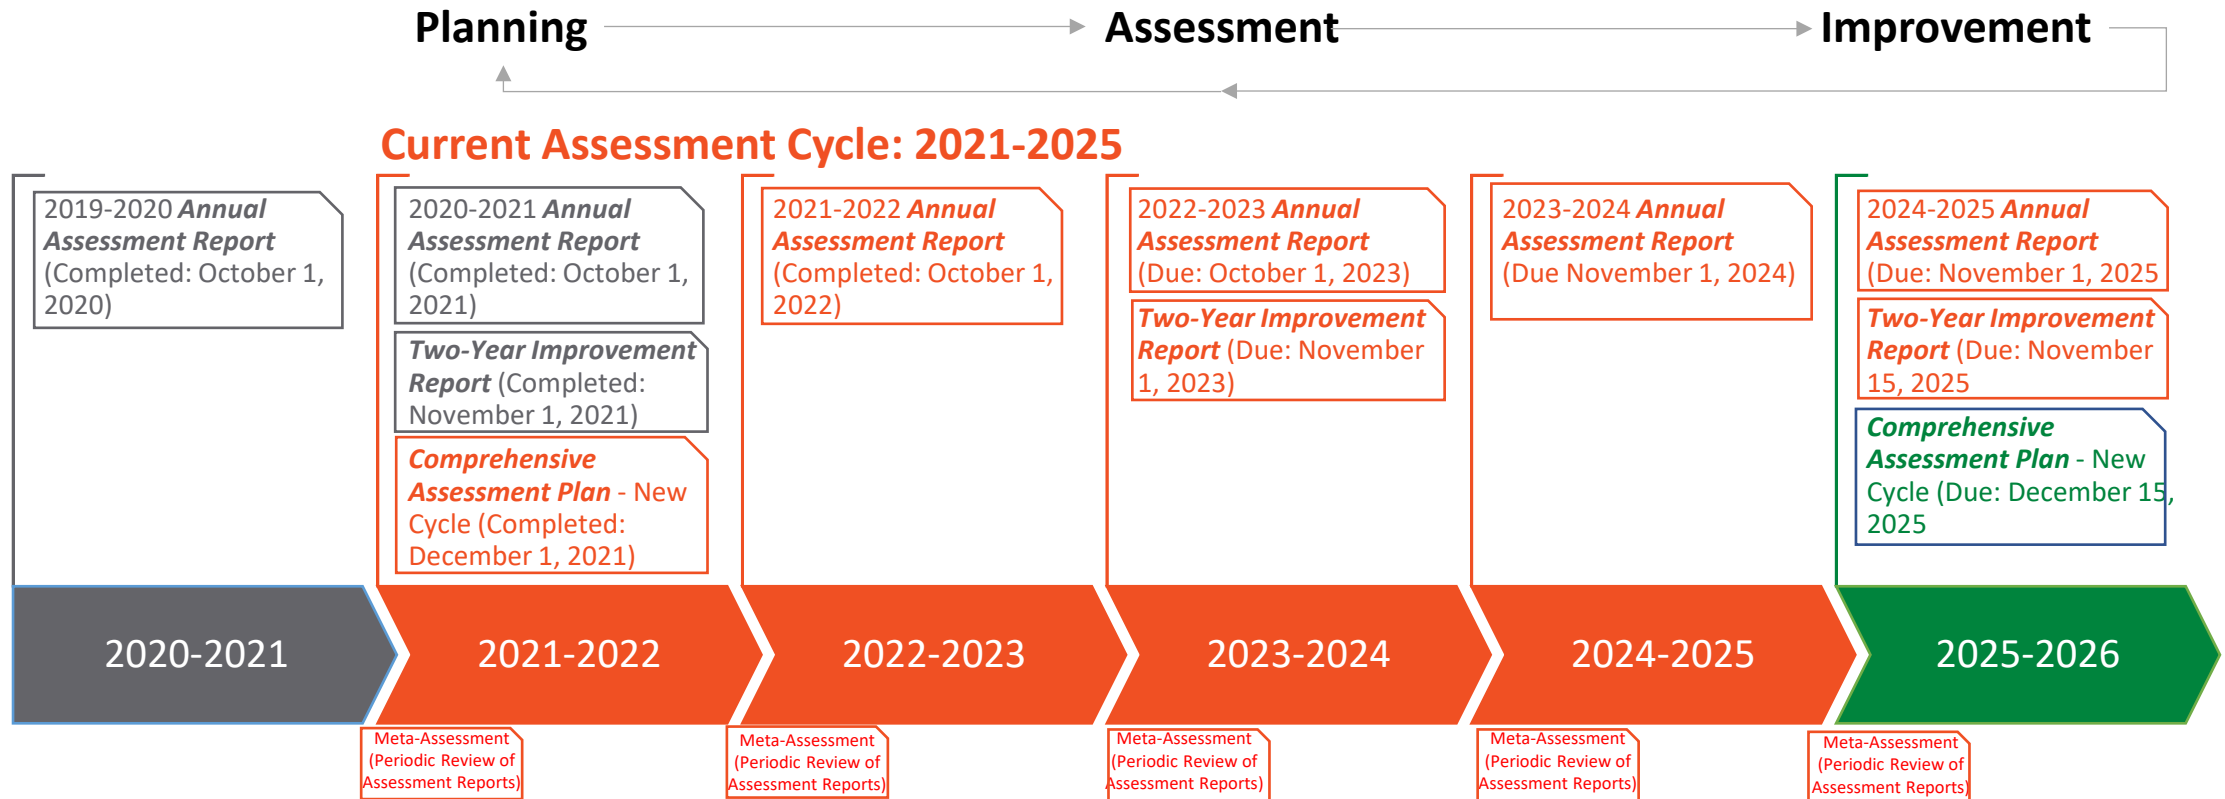 Planning
Assessment
Improvement
Current Assessment Cycle: 2021-2025
2019-2020 Annual
Assessment Report
(Completed: October 1,
2020)
2020-2021 Annual
Assessment Report
(Completed: October 1,
2021)
Two-Year Improvement
Report (Completed:
November 1, 2021)
Comprehensive
Assessment Plan - New
Cycle (Completed:
December 1, 2021)
2021-2022 Annual
Assessment Report
(Completed: October 1,
2022)
2022-2023 Annual
Assessment Report
(Due: October 1, 2023)
Two-Year Improvement
Report (Due: November
1, 2023)
2023-2024 Annual
Assessment Report
(Due November 1, 2024)
2024-2025 Annual
Assessment Report
(Due: November 1, 2025
Two-Year Improvement
Report (Due: November
15, 2025
Comprehensive
Assessment Plan - New
Cycle (Due: December 15,
2025
2020-2021
2021-2022
2022-2023
2023-2024
2024-2025
2025-2026
Meta-Assessment
(Periodic Review of
Assessment Reports)
Meta-Assessment
(Periodic Review of
Assessment Reports)
Meta-Assessment
(Periodic Review of
Assessment Reports)
Meta-Assessment
(Periodic Review of
Assessment Reports)
Meta-Assessment
(Periodic Review of
Assessment Reports)